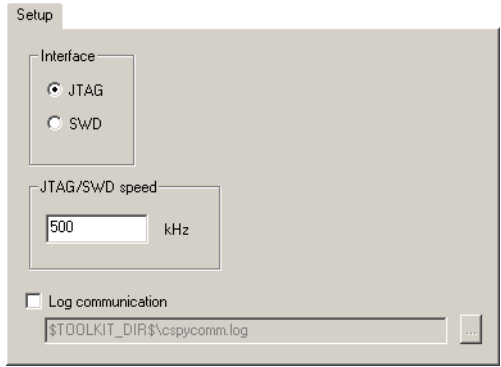 Setup
Interface
JTAG
SWD
JTAG/SWD speed
500 kHz
Log communication
$TOOLKIT_DIR$\cspycomm.log ...